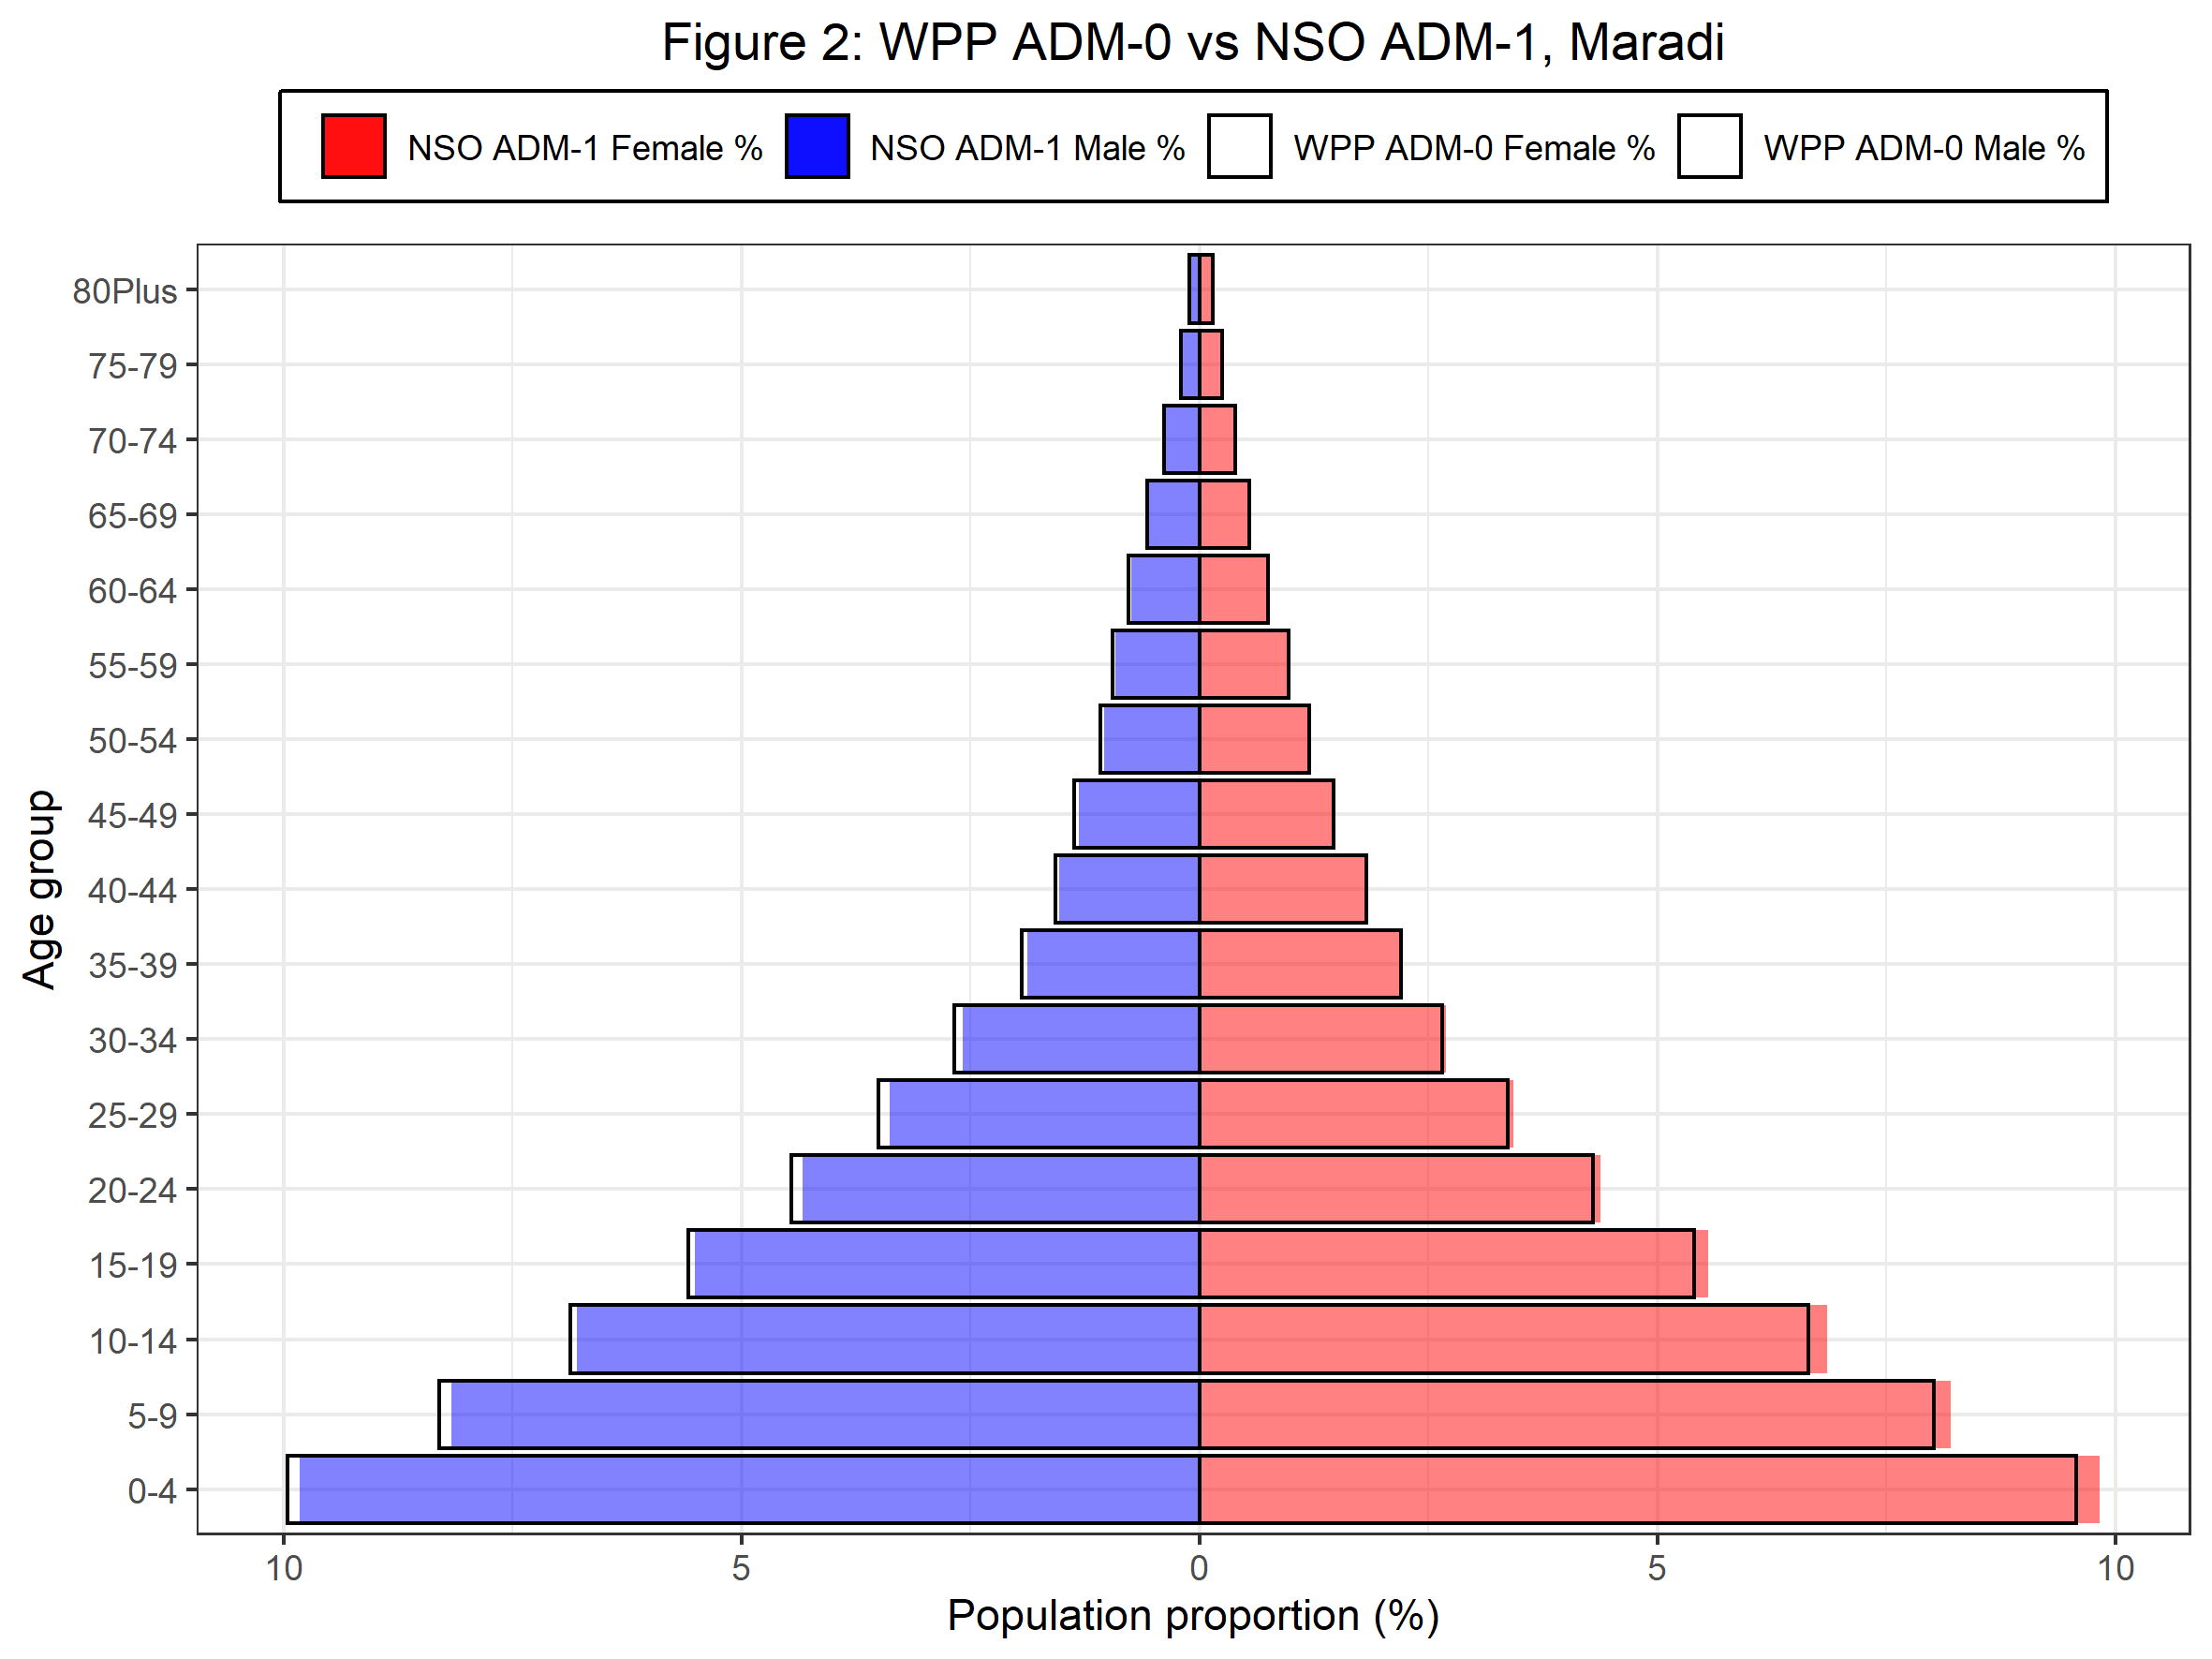 Figure 2: WPP ADM-0 vs NSO ADM-1, Maradi
NSO ADM-1 Female %
NSO ADM-1 Male %
WPP ADM-0 Female %
WPP ADM-0 Male %
Age group
80Plus
75-79
70-74
65-69
60-64
55-59
50-54
45-49
40-44
35-39
30-34
25-29
20-24
15-19
10-14
5-9
0-4
10 5 0 5 10
Population proportion (%)